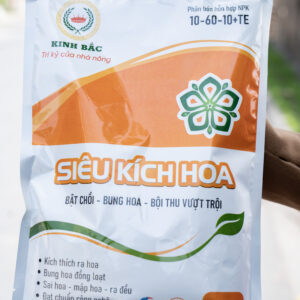 KINH BẮC
Tri kỷ của nhà nông
Phân bón hỗn hợp NPK
10-60-10+TE
SIÊU KÍCH HOA
BẬT CHỒI - BUNG HOA - BỘI THU VƯỢT TRỘI
• Kích thích ra hoa
• Bung hoa đồng loạt
• Sai hoa - mập hoa - ra đều
• Đạt chuẩn